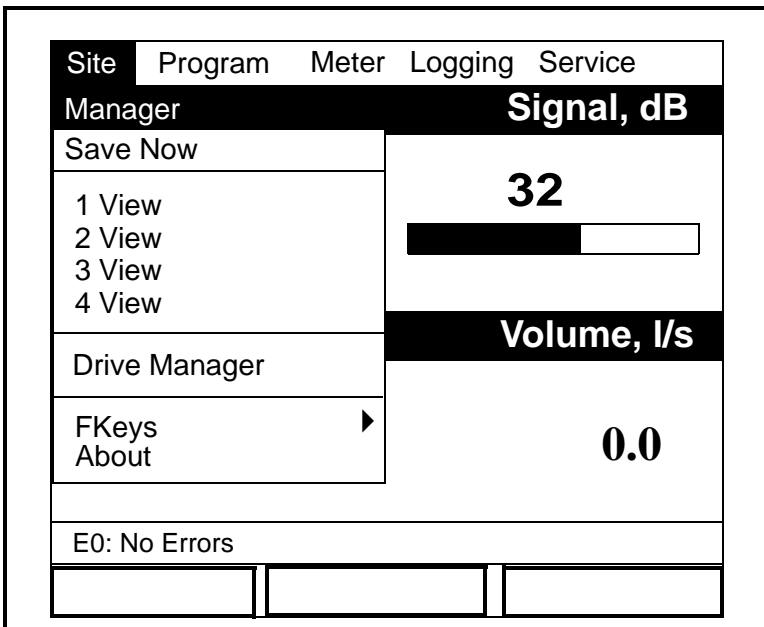 Site Program Meter Logging Service
Manager
Signal, dB
Save Now
32
1 View
2 View
3 View
4 View
Volume, l/s
Drive Manager
FKeys
About
0.0
E0: No Errors